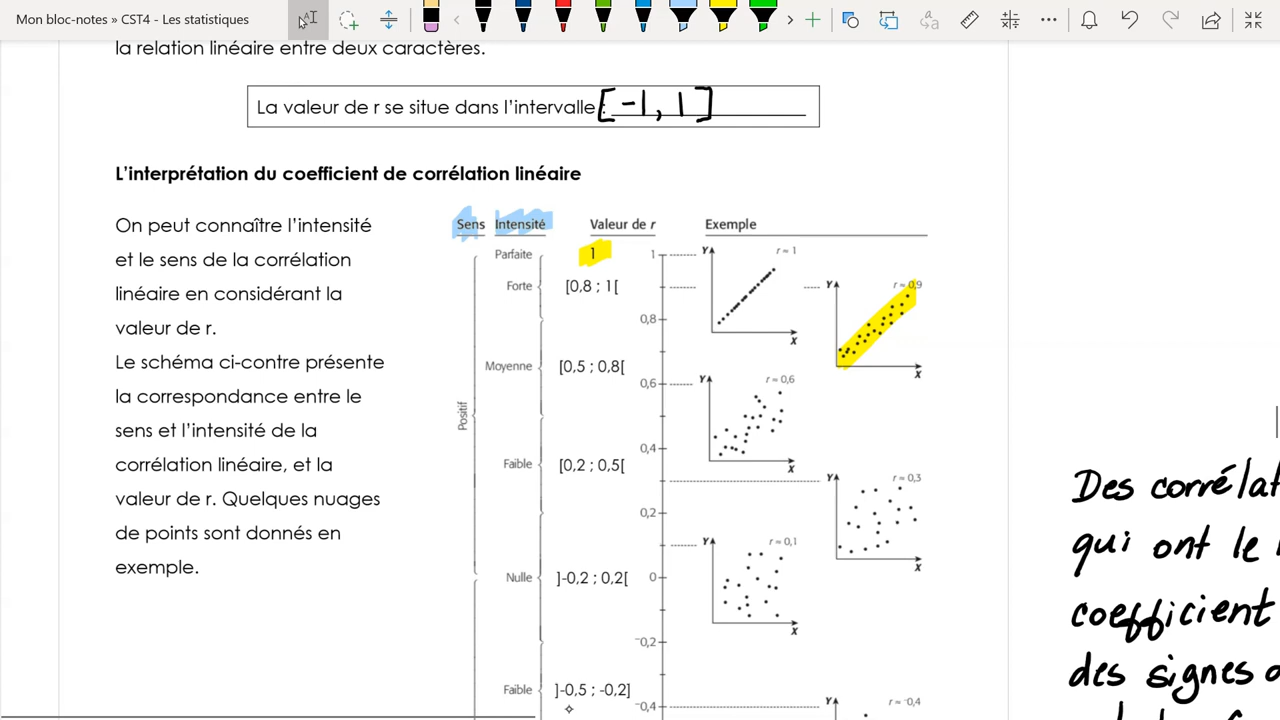 Mon bloc-notes » CST4 - Les statistiques
la relation linéaire entre deux caractères.
La valeur de r se situe dans l'intervalle : [-1, 1]
L'interprétation du coefficient de corrélation linéaire
On peut connaître l'intensité
et le sens de la corrélation
linéaire en considérant la
valeur de r.
Le schéma ci-contre présente
la correspondance entre le
sens et l'intensité de la
corrélation linéaire, et la
valeur de r. Quelques nuages
de points sont donnés en
exemple.
Sens Intensité Valeur de r Exemple
Parfaite 1 1 Y r ≈ 1 X
Forte [0,8 ; 1[ Y r ≈ 0,9 X
0,8
Moyenne [0,5 ; 0,8[ 0,6 Y r ≈ 0,6 X
Positif
0,4
Faible [0,2 ; 0,5[ Y r ≈ 0,3 X
0,2
Y r ≈ 0,1 X
Nulle ]-0,2 ; 0,2[ 0
-0,2
Faible ]-0,5 ; -0,2]
-0,4 Y r ≈ -0,4
Des corrélat
qui ont le
coefficient
des signes